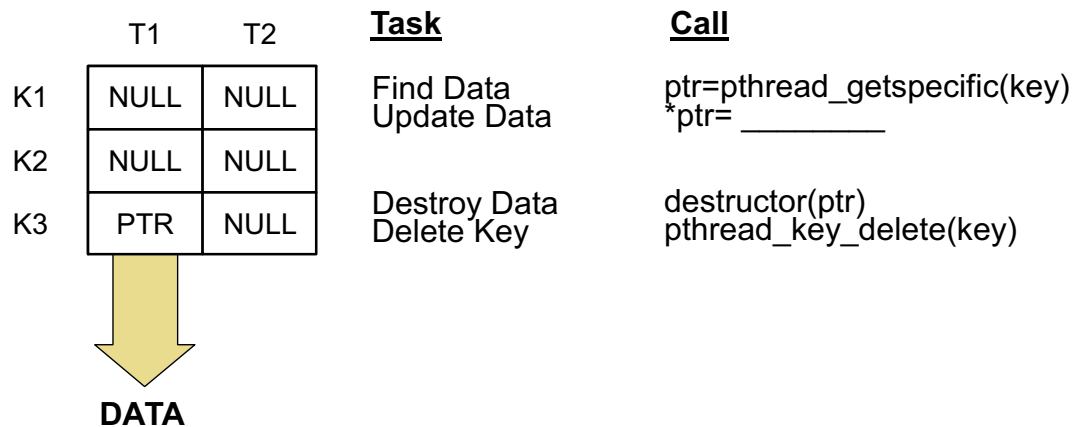 T1 T2
K1 NULL NULL
K2 NULL NULL
K3 PTR NULL
DATA
Task Call
Find Data ptr=pthread_getspecific(key)
Update Data *ptr= ________
Destroy Data destructor(ptr)
Delete Key pthread_key_delete(key)